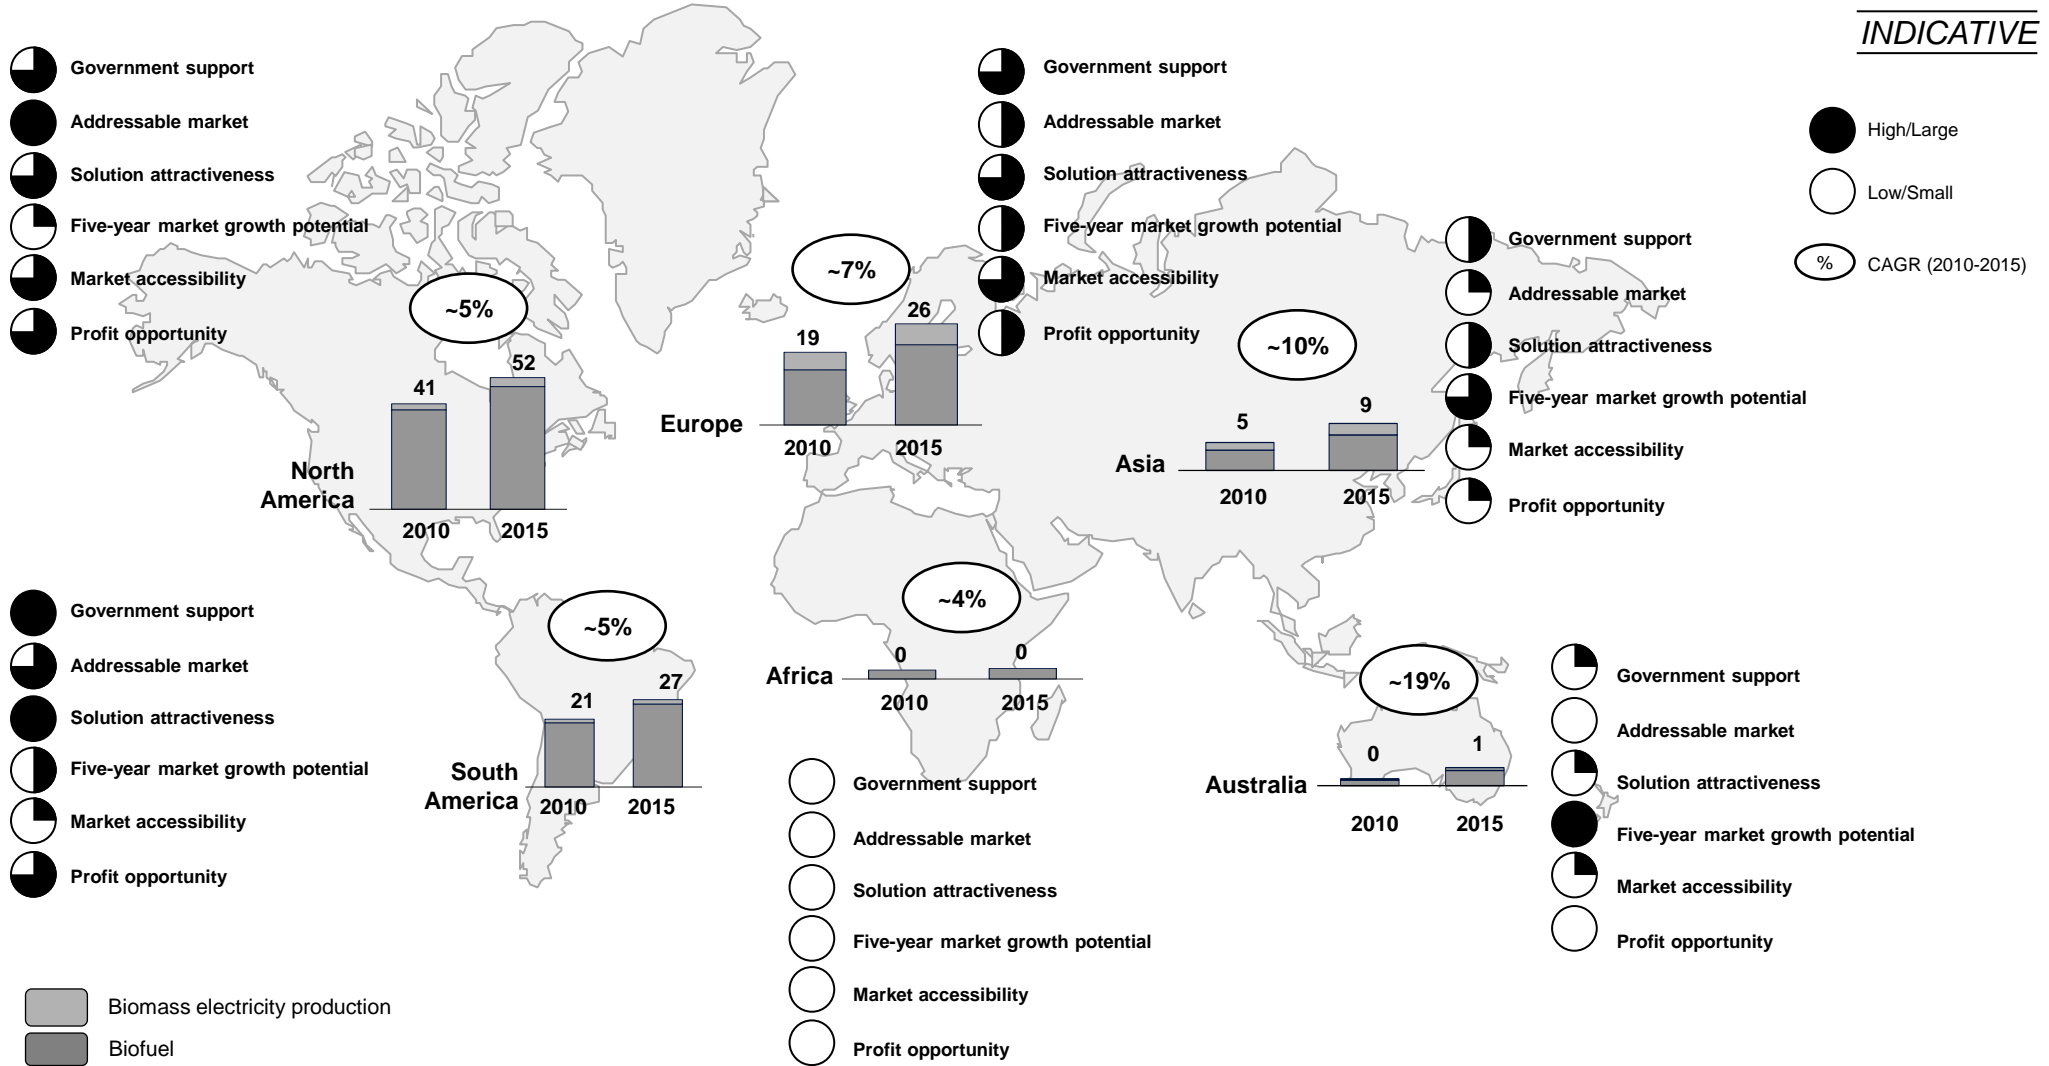 INDICATIVE
High/Large
Low/Small
% CAGR (2010-2015)
Government support
Addressable market
Solution attractiveness
Five-year market growth potential
Market accessibility
Profit opportunity
~5%
41
52
North
America
2010
2015
Government support
Addressable market
Solution attractiveness
Five-year market growth potential
Market accessibility
Profit opportunity
~7%
19
26
Europe
2010
2015
Government support
Addressable market
Solution attractiveness
Five-year market growth potential
Market accessibility
Profit opportunity
~10%
5
9
Asia
2010
2015
Government support
Addressable market
Solution attractiveness
Five-year market growth potential
Market accessibility
Profit opportunity
~5%
21
27
South
America
2010
2015
~4%
0
0
Africa
2010
2015
Government support
Addressable market
Solution attractiveness
Five-year market growth potential
Market accessibility
Profit opportunity
~19%
0
1
Australia
2010
2015
Government support
Addressable market
Solution attractiveness
Five-year market growth potential
Market accessibility
Profit opportunity
Biomass electricity production
Biofuel